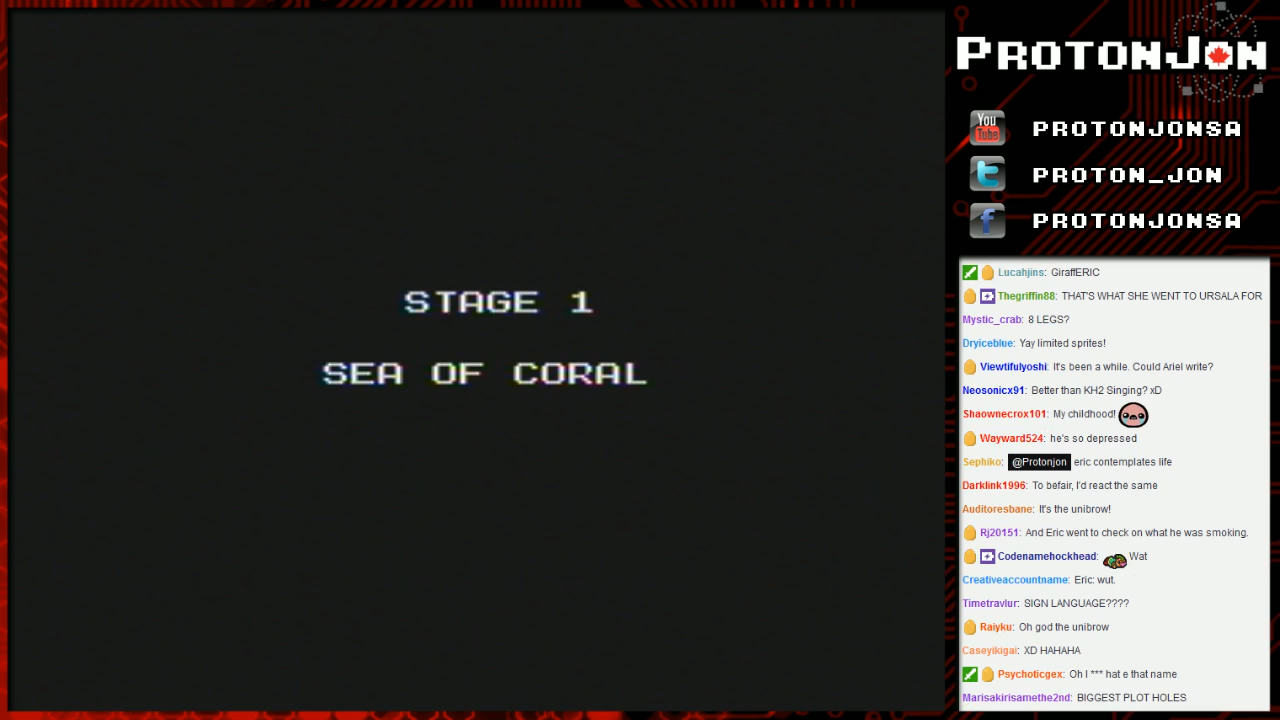 STAGE 1
SEA OF CORAL
PROTONJON
You Tube PROTONJONSA
PROTON_JON
PROTONJONSA
Lucahjins: GiraffERIC
Thegriffin88: THAT'S WHAT SHE WENT TO URSALA FOR
Mystic_crab: 8 LEGS?
Dryiceblue: Yay limited sprites!
Viewtifulyoshi: It's been a while. Could Ariel write?
Neosonicx91: Better than KH2 Singing? xD
Shaownecrox101: My childhood!
Wayward524: he's so depressed
Sephiko: @Protonjon eric contemplates life
Darklink1996: To befair, I'd react the same
Auditoresbane: It's the unibrow!
Rj20151: And Eric went to check on what he was smoking.
Codenamehockhead: Wat
Creativeaccountname: Eric: wut.
Timetravlur: SIGN LANGUAGE????
Raiyku: Oh god the unibrow
Caseyikigai: XD HAHAHA
Psychoticgex: Oh I *** hat e that name
Marisakirisamethe2nd: BIGGEST PLOT HOLES